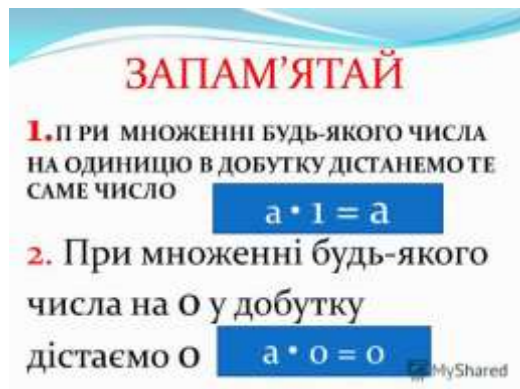 ЗАПАМ’ЯТАЙ
1.П РИ МНОЖЕННІ БУДЬ-ЯКОГО ЧИСЛА
НА ОДИНИЦЮ В ДОБУТКУ ДІСТАНЕМО ТЕ
САМЕ ЧИСЛО
а • 1 = а
2. При множенні будь-якого
числа на 0 у добутку
дістаємо 0
а • 0 = 0
MyShared